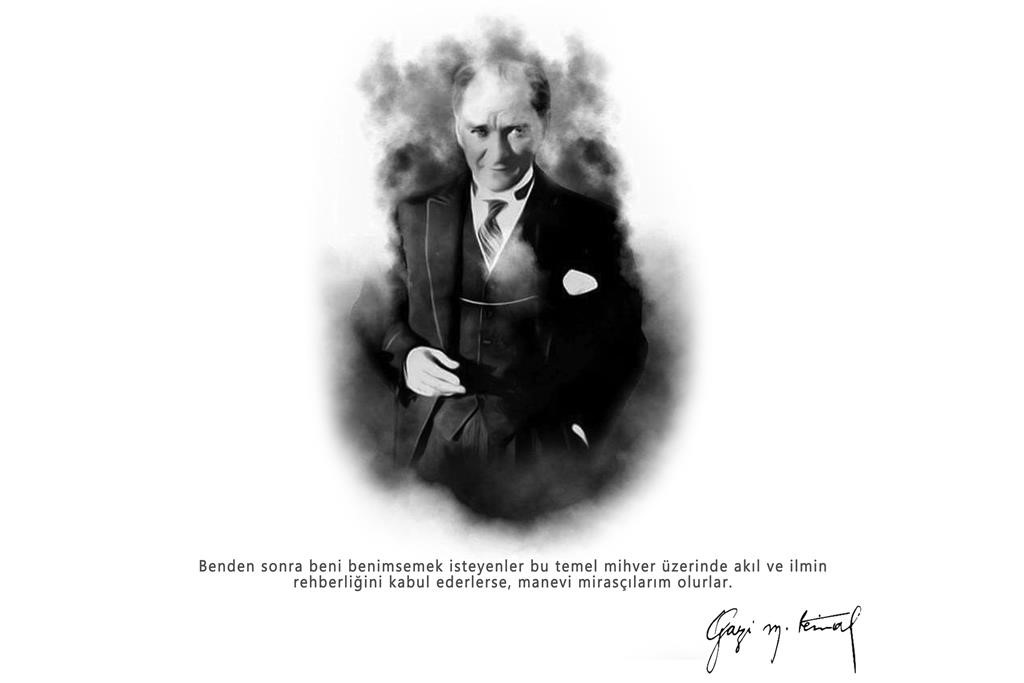 Benden sonra beni benimsemek isteyenler bu temel mihver üzerinde akıl ve ilmin
rehberliğini kabul ederlerse, manevi mirasçılarım olurlar.
Gazi M. Kemal